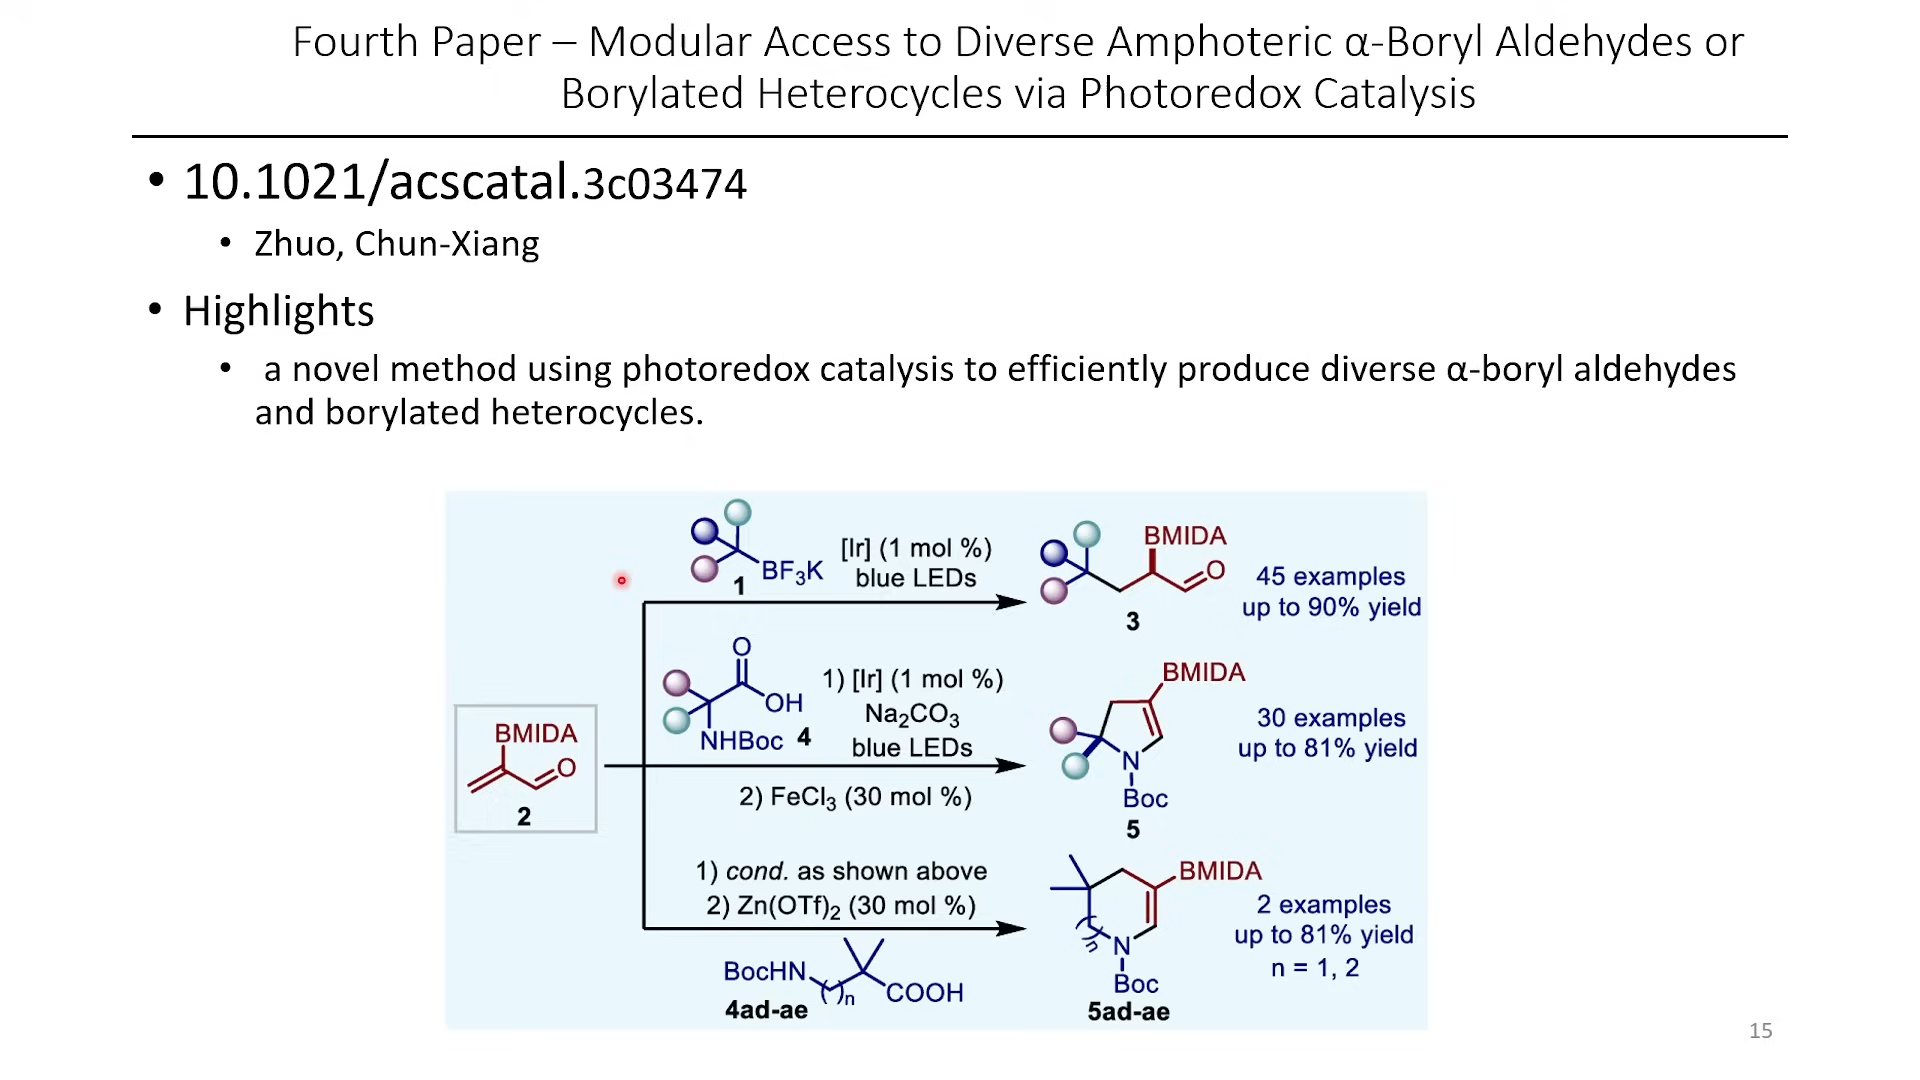 Fourth Paper – Modular Access to Diverse Amphoteric α-Boryl Aldehydes or
Borylated Heterocycles via Photoredox Catalysis
• 10.1021/acscatal.3c03474
• Zhuo, Chun-Xiang
• Highlights
• a novel method using photoredox catalysis to efficiently produce diverse α-boryl aldehydes
and borylated heterocycles.
BF₃K
1
[Ir] (1 mol %)
blue LEDs
BMIDA
O
3
45 examples
up to 90% yield
O
OH
NHBoc 4
1) [Ir] (1 mol %)
Na₂CO₃
blue LEDs
2) FeCl₃ (30 mol %)
BMIDA
N
Boc
5
30 examples
up to 81% yield
BMIDA
O
2
1) cond. as shown above
2) Zn(OTf)₂ (30 mol %)
BocHN
( )n
COOH
4ad-ae
BMIDA
( )n
N
Boc
5ad-ae
2 examples
up to 81% yield
n = 1, 2
15